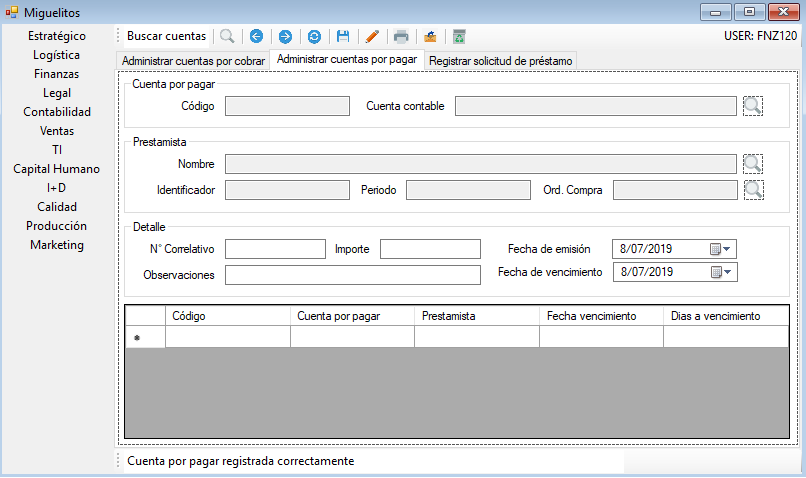 Miguelitos
Estratégico
Logística
Finanzas
Legal
Contabilidad
Ventas
TI
Capital Humano
I+D
Calidad
Producción
Marketing
Buscar cuentas
USER: FNZ120
Administrar cuentas por cobrar Administrar cuentas por pagar Registrar solicitud de préstamo
Cuenta por pagar
Código Cuenta contable
Prestamista
Nombre
Identificador Periodo Ord. Compra
Detalle
N° Correlativo Importe Fecha de emisión 8/07/2019
Observaciones Fecha de vencimiento 8/07/2019
Código Cuenta por pagar Prestamista Fecha vencimiento Dias a vencimiento
Cuenta por pagar registrada correctamente